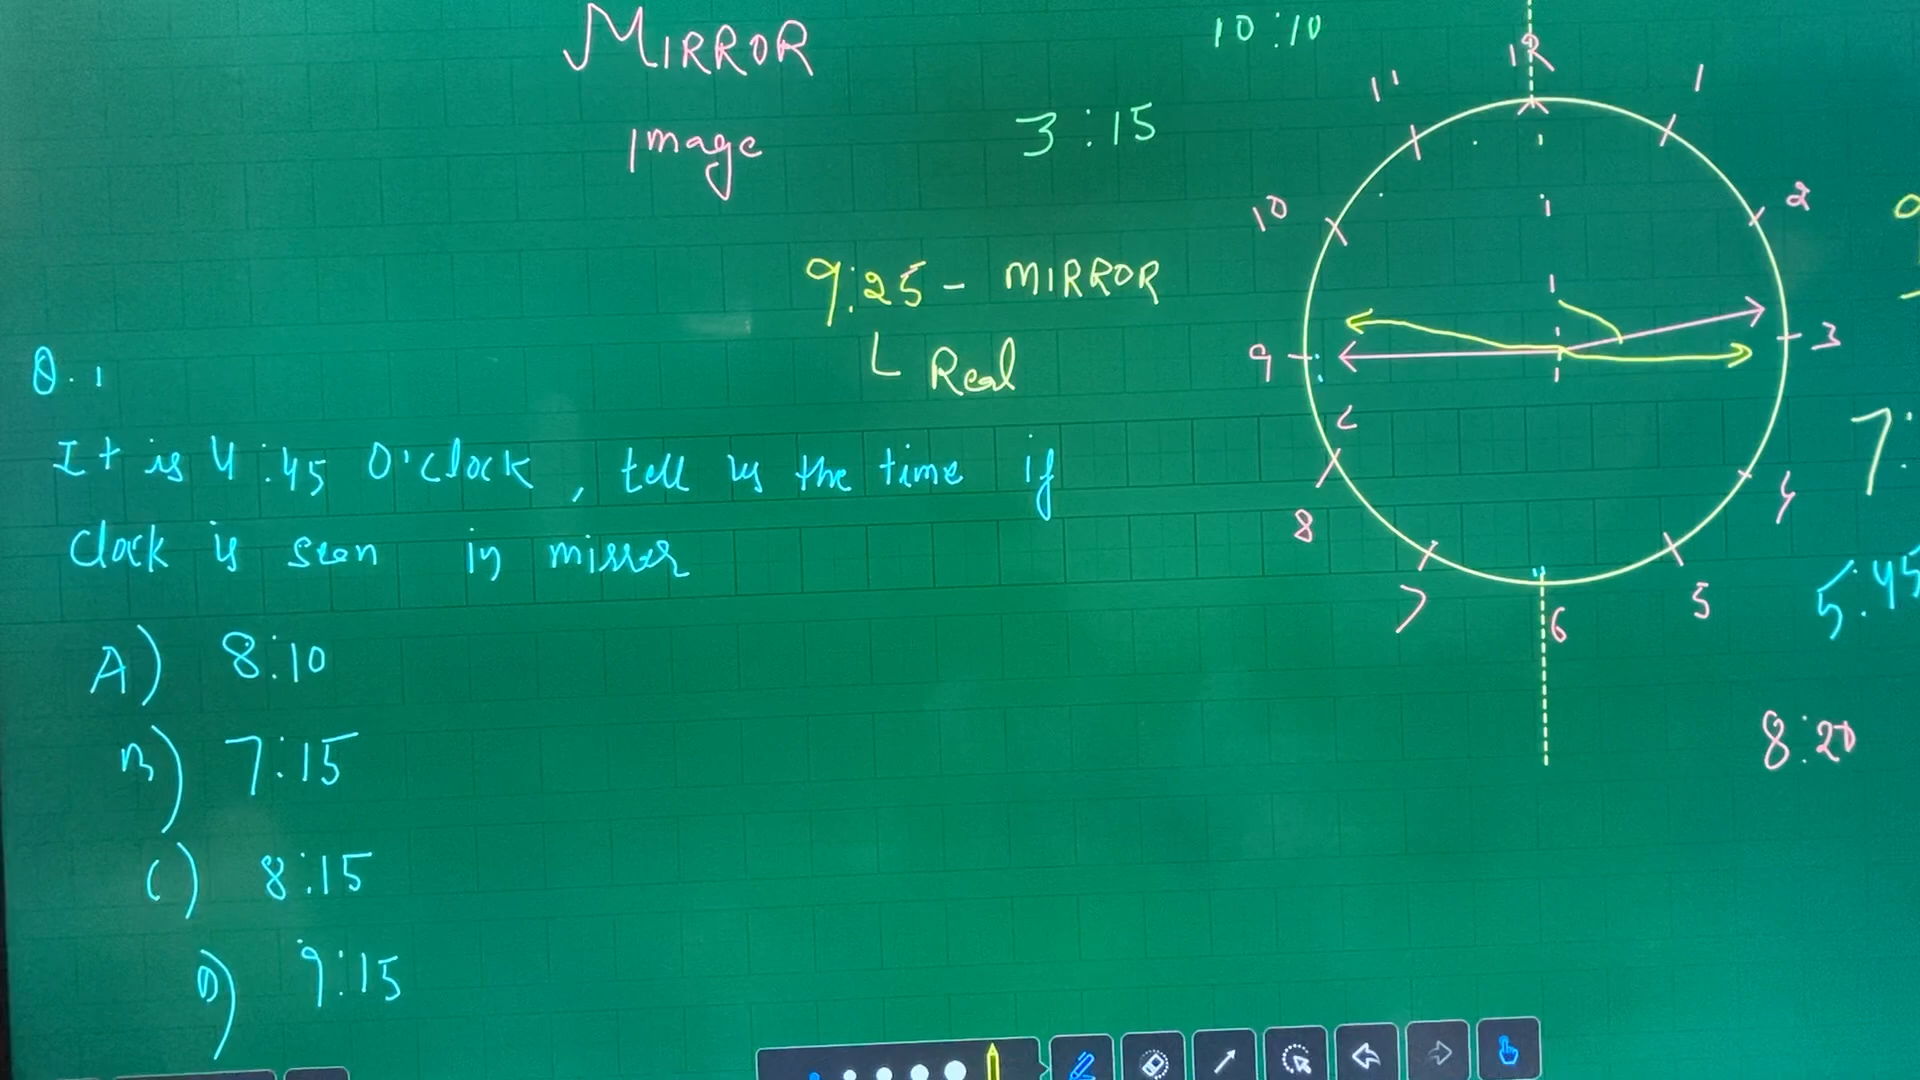 MIRROR
image
10:10
3:15
9:25 - MIRROR
Real
Q.1
It is 4:45 O'clock, tell us the time if
clock is seen in mirror
A) 8:10
B) 7:15
C) 8:15
D) 9:15
12
1
2
3
4
5
6
7
8
9
10
11
7:
5:45
8:20